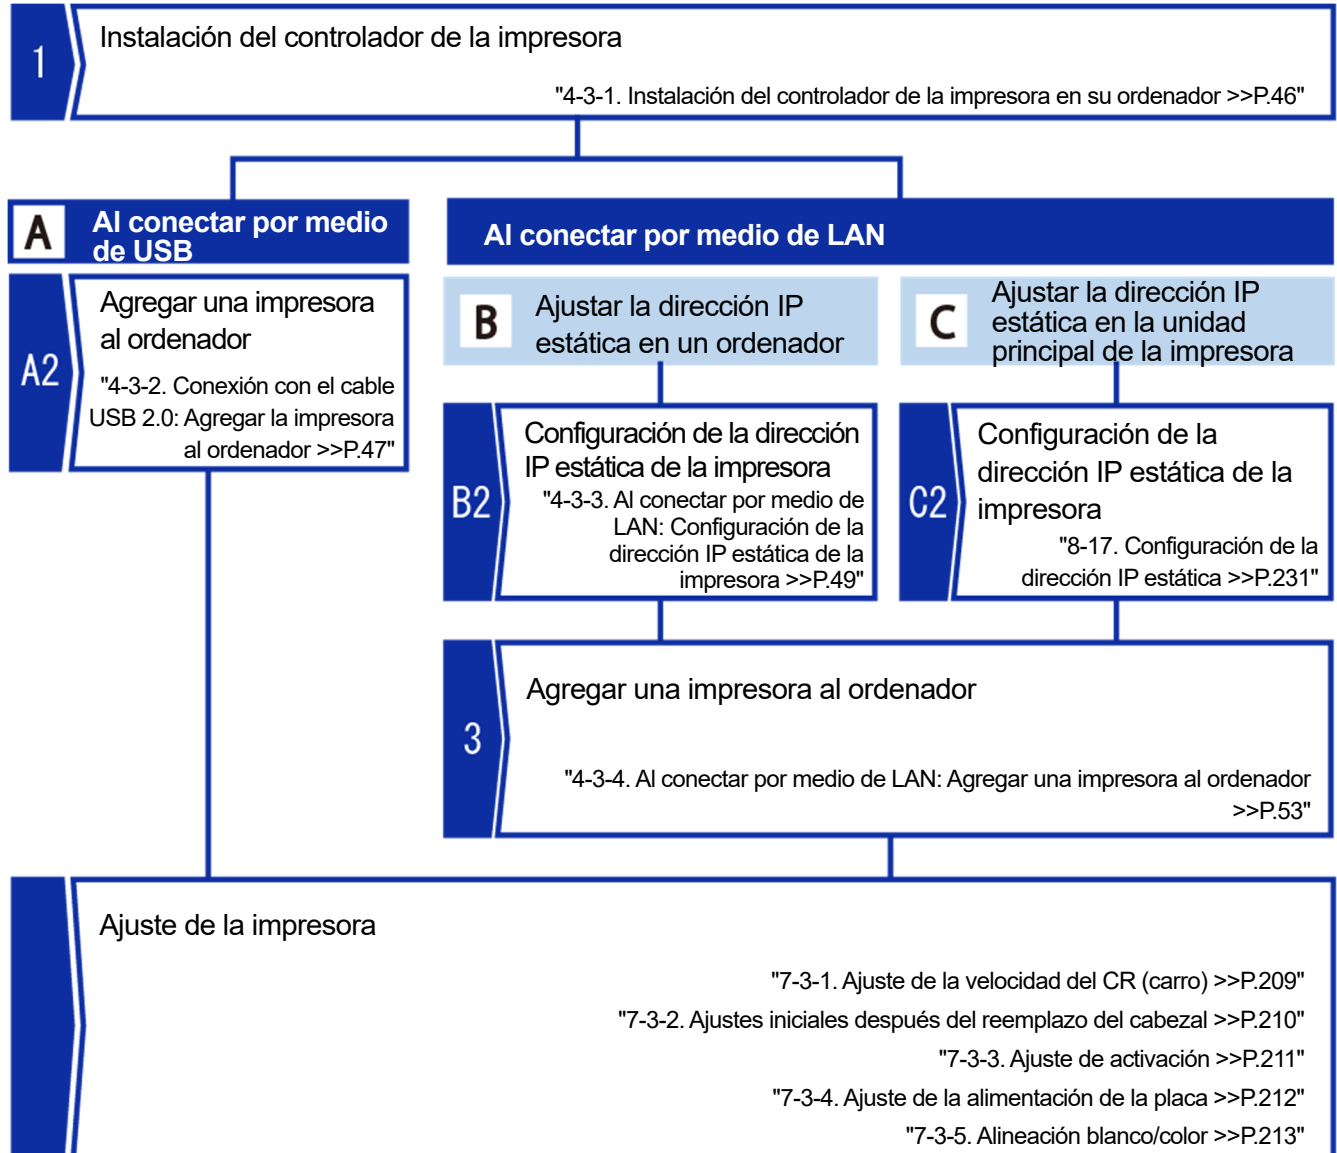 1
Instalación del controlador de la impresora
"4-3-1. Instalación del controlador de la impresora en su ordenador >>P.46"
A
Al conectar por medio
de USB
A2
Agregar una impresora
al ordenador
"4-3-2. Conexión con el cable
USB 2.0: Agregar la impresora
al ordenador >>P.47"
Al conectar por medio de LAN
B
Ajustar la dirección IP
estática en un ordenador
B2
Configuración de la dirección
IP estática de la impresora
"4-3-3. Al conectar por medio de
LAN: Configuración de la
dirección IP estática de la
impresora >>P.49"
C
Ajustar la dirección IP
estática en la unidad
principal de la impresora
C2
Configuración de la
dirección IP estática de la
impresora
"8-17. Configuración de la
dirección IP estática >>P.231"
3
Agregar una impresora al ordenador
"4-3-4. Al conectar por medio de LAN: Agregar una impresora al ordenador
>>P.53"
Ajuste de la impresora
"7-3-1. Ajuste de la velocidad del CR (carro) >>P.209"
"7-3-2. Ajustes iniciales después del reemplazo del cabezal >>P.210"
"7-3-3. Ajuste de activación >>P.211"
"7-3-4. Ajuste de la alimentación de la placa >>P.212"
"7-3-5. Alineación blanco/color >>P.213"